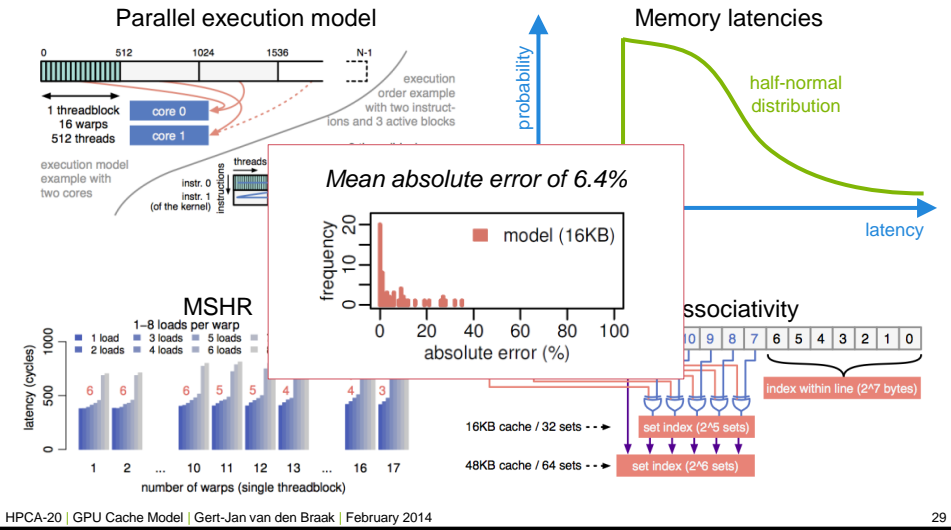 Parallel execution model
0 512 1024 1536 N-1
1 threadblock
16 warps
512 threads
core 0
core 1
execution
order example
with two instruct-
ions and 3 active blocks
execution model
example with
two cores
threads
instructions
instr. 0
instr. 1
(of the kernel)
Memory latencies
probability
half-normal
distribution
latency
Mean absolute error of 6.4%
frequency
20
10
0
model (16KB)
0 20 40 60 80 100
absolute error (%)
MSHR
1–8 loads per warp
1 load 3 loads 5 loads
2 loads 4 loads 6 loads
latency (cycles)
1000
500
0
6 6 6 5 5 4 4 3
1 2 ... 10 11 12 13 ... 16 17
number of warps (single threadblock)
ssociativity
10 9 8 7 6 5 4 3 2 1 0
index within line (2^7 bytes)
16KB cache / 32 sets
set index (2^5 sets)
48KB cache / 64 sets
set index (2^6 sets)
HPCA-20 | GPU Cache Model | Gert-Jan van den Braak | February 2014
29